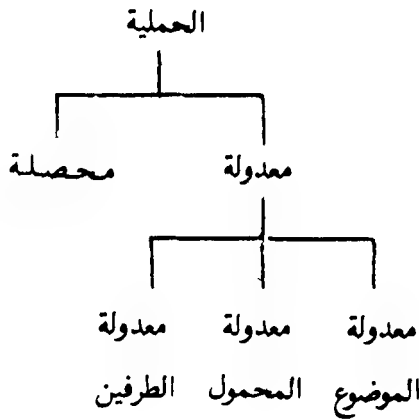 الحملية
معدولة محصلة
معدولة معدولة معدولة
الموضوع المحمول الطرفين